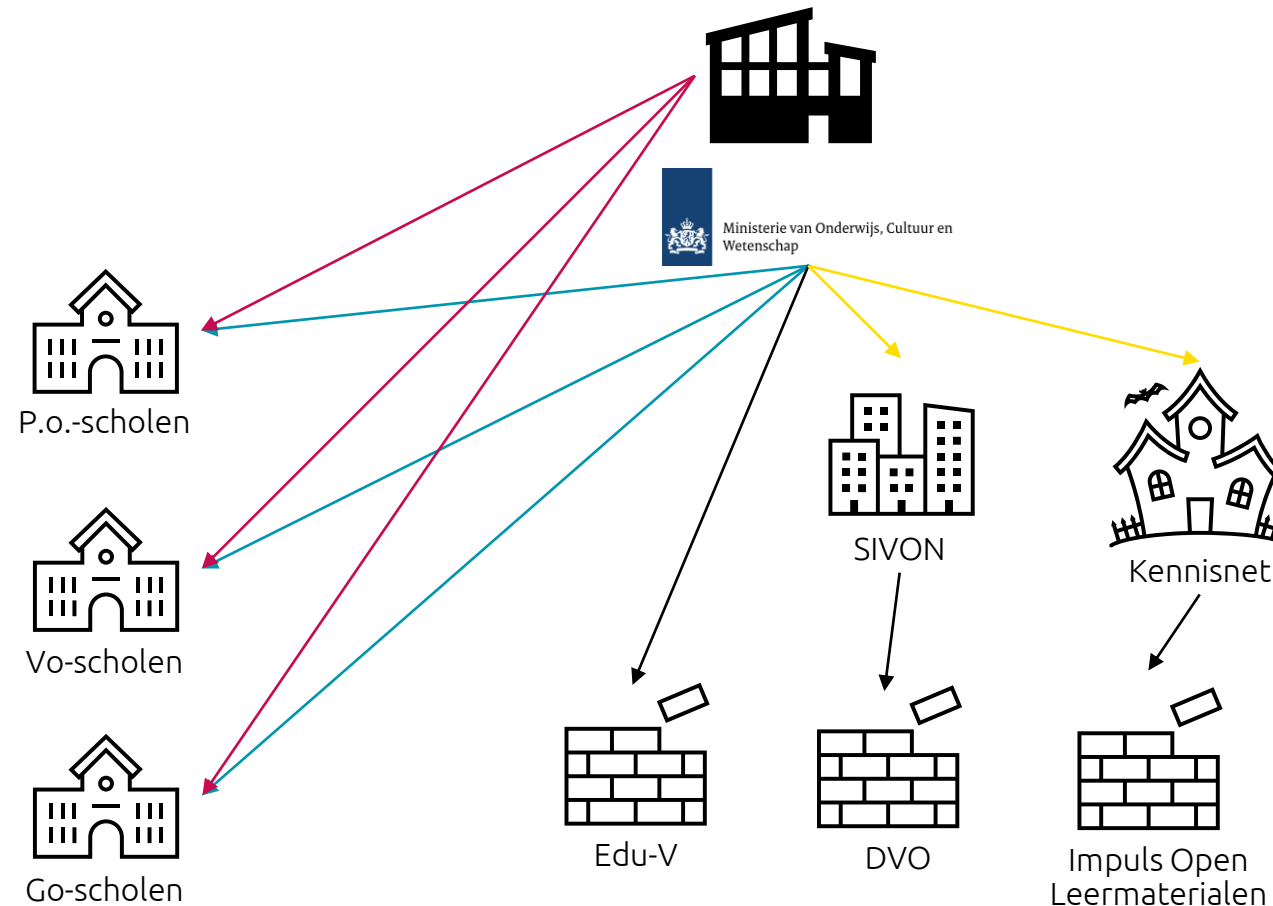 Ministerie van Onderwijs, Cultuur en
Wetenschap
P.o.-scholen
SIVON
Kennisnet
Vo-scholen
Edu-V
DVO
Impuls Open
Leermaterialen
Go-scholen